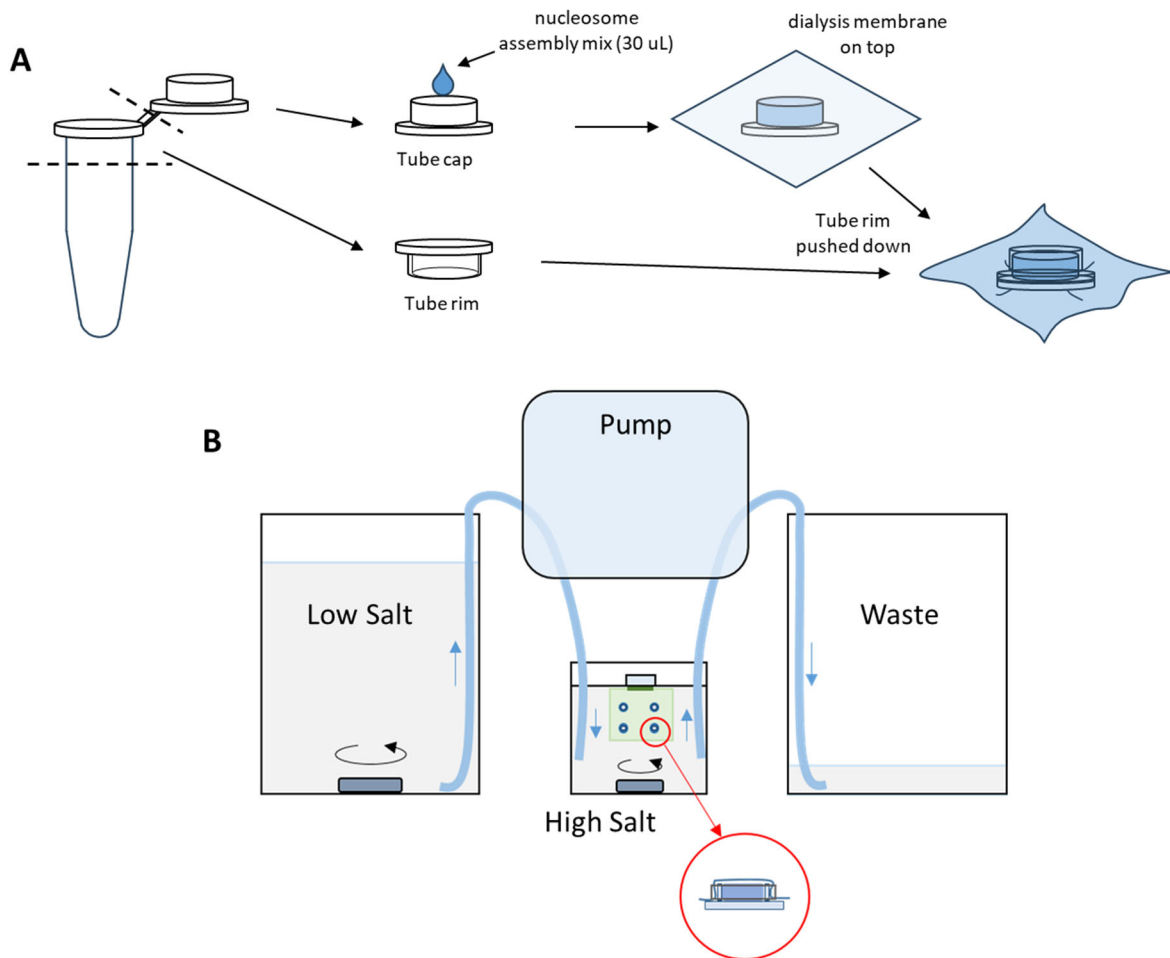 A
nucleosome
assembly mix (30 uL)
dialysis membrane
on top
Tube cap
Tube rim
pushed down
Tube rim
B
Pump
Low Salt
Waste
High Salt